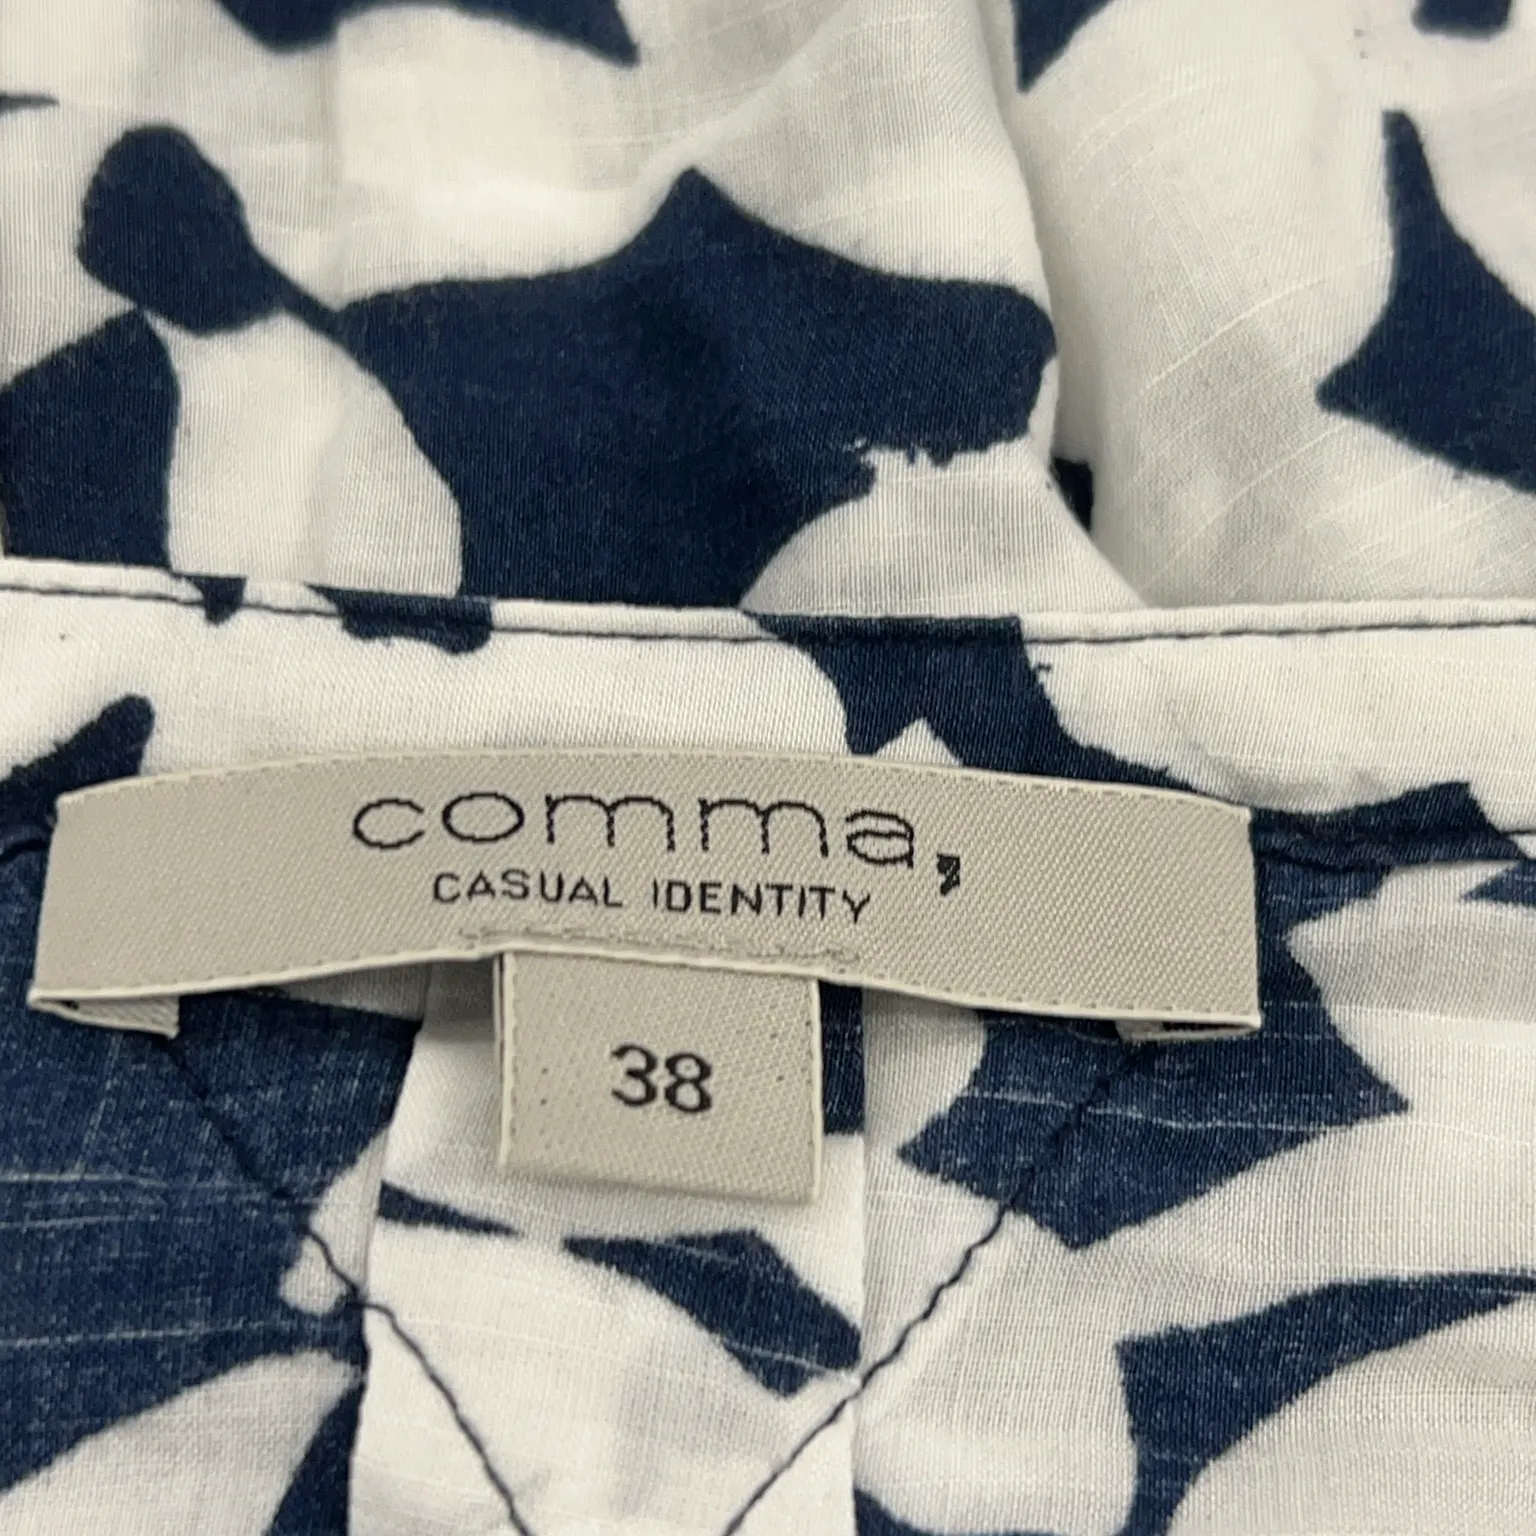 comma,
CASUAL IDENTITY
38